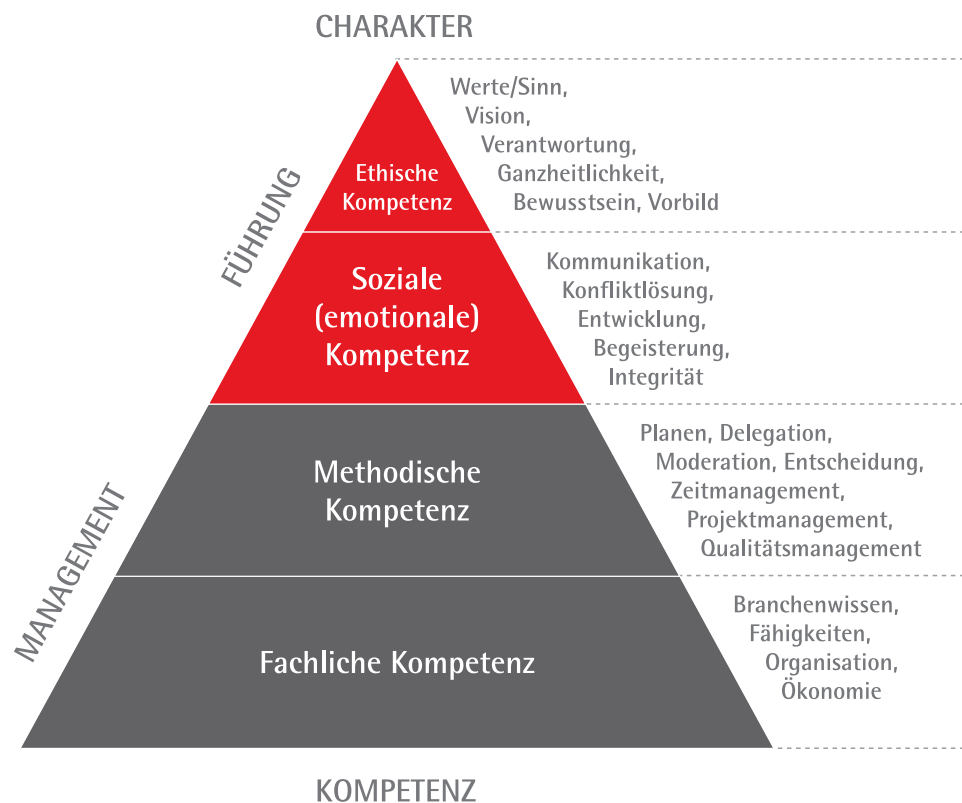 CHARAKTER
Werte/Sinn,
Vision,
Verantwortung,
Ganzheitlichkeit,
Bewusstsein, Vorbild
Ethische
Kompetenz
FÜHRUNG
Kommunikation,
Konfliktlösung,
Entwicklung,
Begeisterung,
Integrität
Soziale
(emotionale)
Kompetenz
Planen, Delegation,
Moderation, Entscheidung,
Zeitmanagement,
Projektmanagement,
Qualitätsmanagement
Methodische
Kompetenz
MANAGEMENT
Branchenwissen,
Fähigkeiten,
Organisation,
Ökonomie
Fachliche Kompetenz
KOMPETENZ